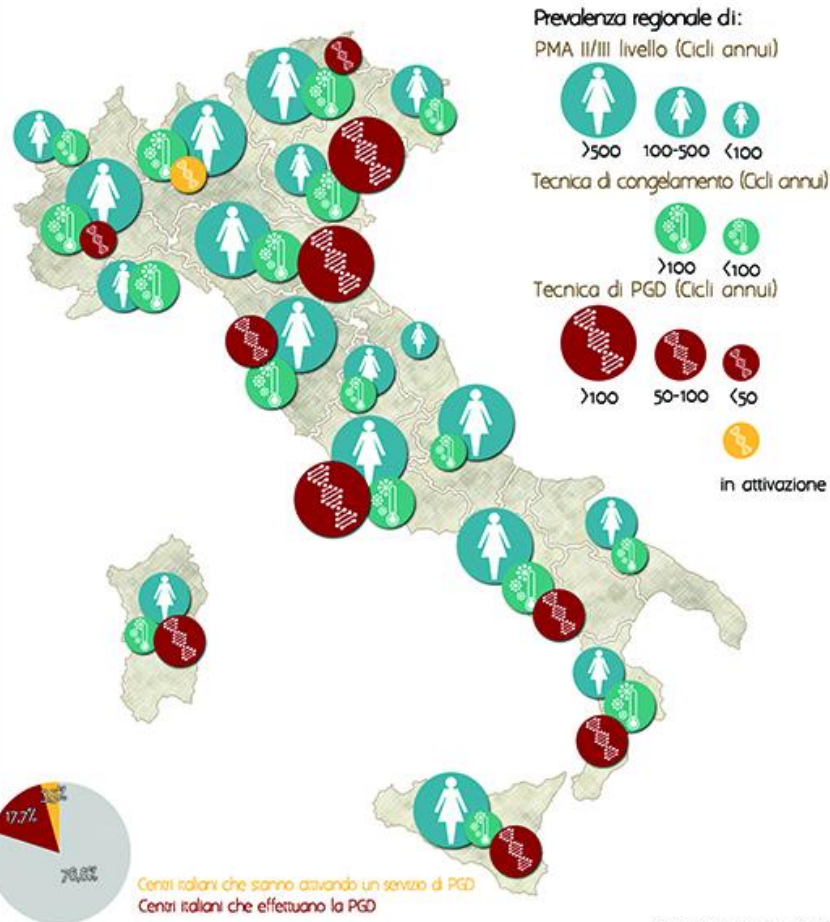 Prevalenza regionale di:
PMA II/III livello (Cicli annui)
>500 100-500 <100
Tecnica di congelamento (Cicli annui)
>100 <100
Tecnica di PGD (Cicli annui)
>100 50-100 <50
in attivazione
17,7%
Centri italiani che stanno attivando un servizio di PGD
Centri italiani che effettuano la PGD